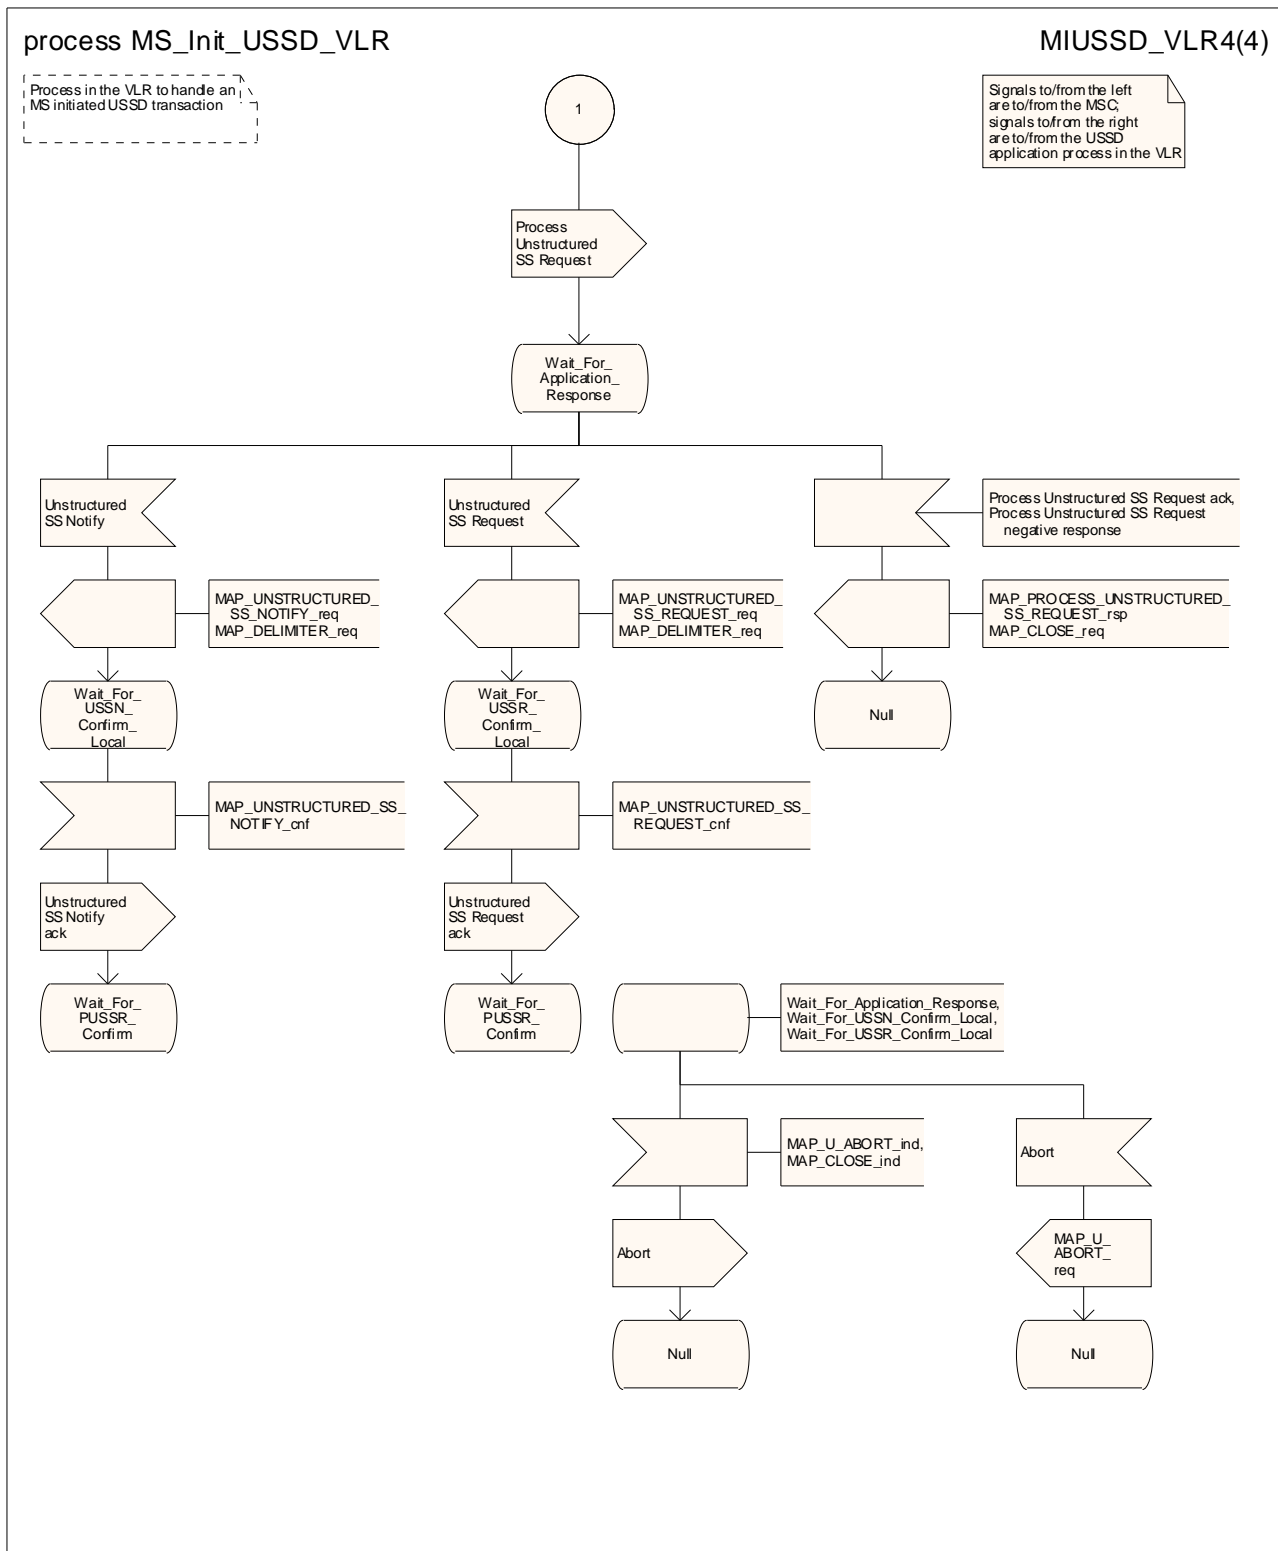 process MS_Init_USSD_VLR
MIUSSD_VLR4(4)
Process in the VLR to handle an
MS initiated USSD transaction
1
Signals to/from the left
are to/from the MSC;
signals to/from the right
are to/from the USSD
application process in the VLR
Process
Unstructured
SS Request
Wait_For_
Application_
Response
Unstructured
SS Notify
Unstructured
SS Request
Process Unstructured SS Request ack,
Process Unstructured SS Request
negative response
MAP_UNSTRUCTURED_
SS_NOTIFY_req
MAP_DELIMITER_req
MAP_UNSTRUCTURED_
SS_REQUEST_req
MAP_DELIMITER_req
MAP_PROCESS_UNSTRUCTURED_
SS_REQUEST_rsp
MAP_CLOSE_req
Wait_For_
USSN_
Confirm_
Local
Wait_For_
USSR_
Confirm_
Local
Null
MAP_UNSTRUCTURED_SS_
NOTIFY_cnf
MAP_UNSTRUCTURED_SS_
REQUEST_cnf
Unstructured
SS Notify
ack
Unstructured
SS Request
ack
Wait_For_
PUSSR_
Confirm
Wait_For_
PUSSR_
Confirm
Wait_For_Application_Response,
Wait_For_USSN_Confirm_Local,
Wait_For_USSR_Confirm_Local
MAP_U_ABORT_ind,
MAP_CLOSE_ind
Abort
Abort
MAP_U_
ABORT_
req
Null
Null